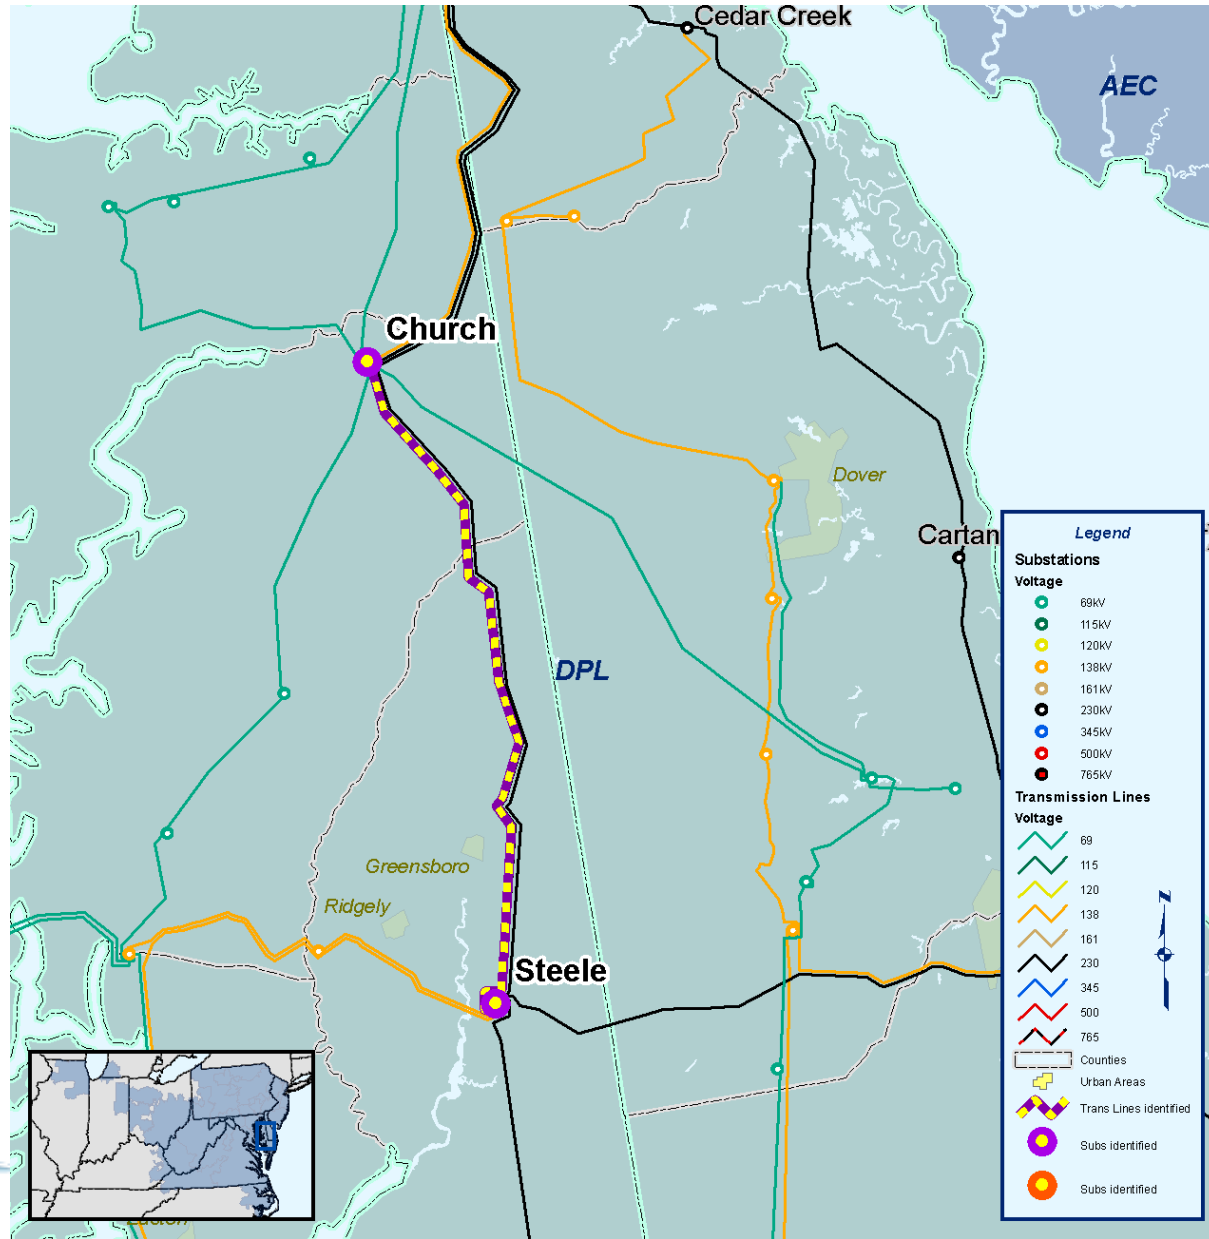 Cedar Creek
AEC
Church
Dover
Cartan
DPL
Greensboro
Ridgely
Steele
Easton
Legend
Substations
Voltage
69kV
115kV
120kV
138kV
161kV
230kV
345kV
500kV
765kV
Transmission Lines
Voltage
69
115
120
138
161
230
345
500
765
Counties
Urban Areas
Trans Lines identified
Subs identified
Subs identified
N